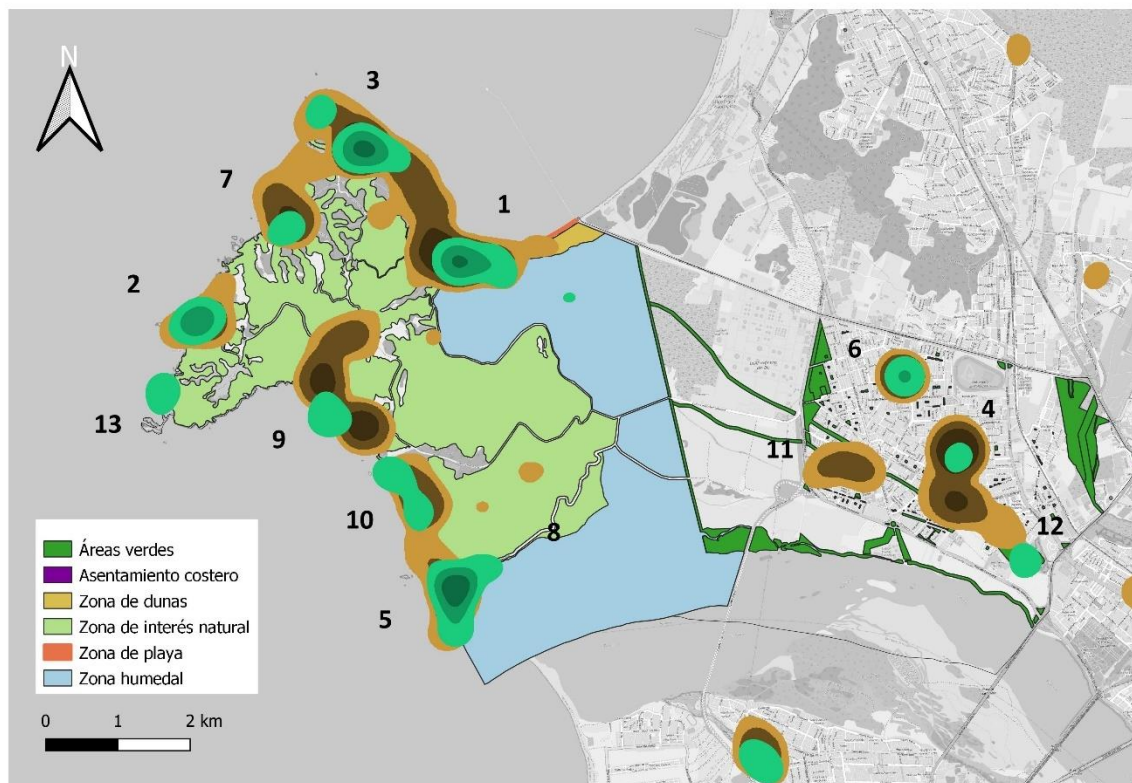 N
3
7
1
2
6
4
13
9
11
10
8
12
5
Áreas verdes
Asentamiento costero
Zona de dunas
Zona de interés natural
Zona de playa
Zona humedal
0 1 2 km